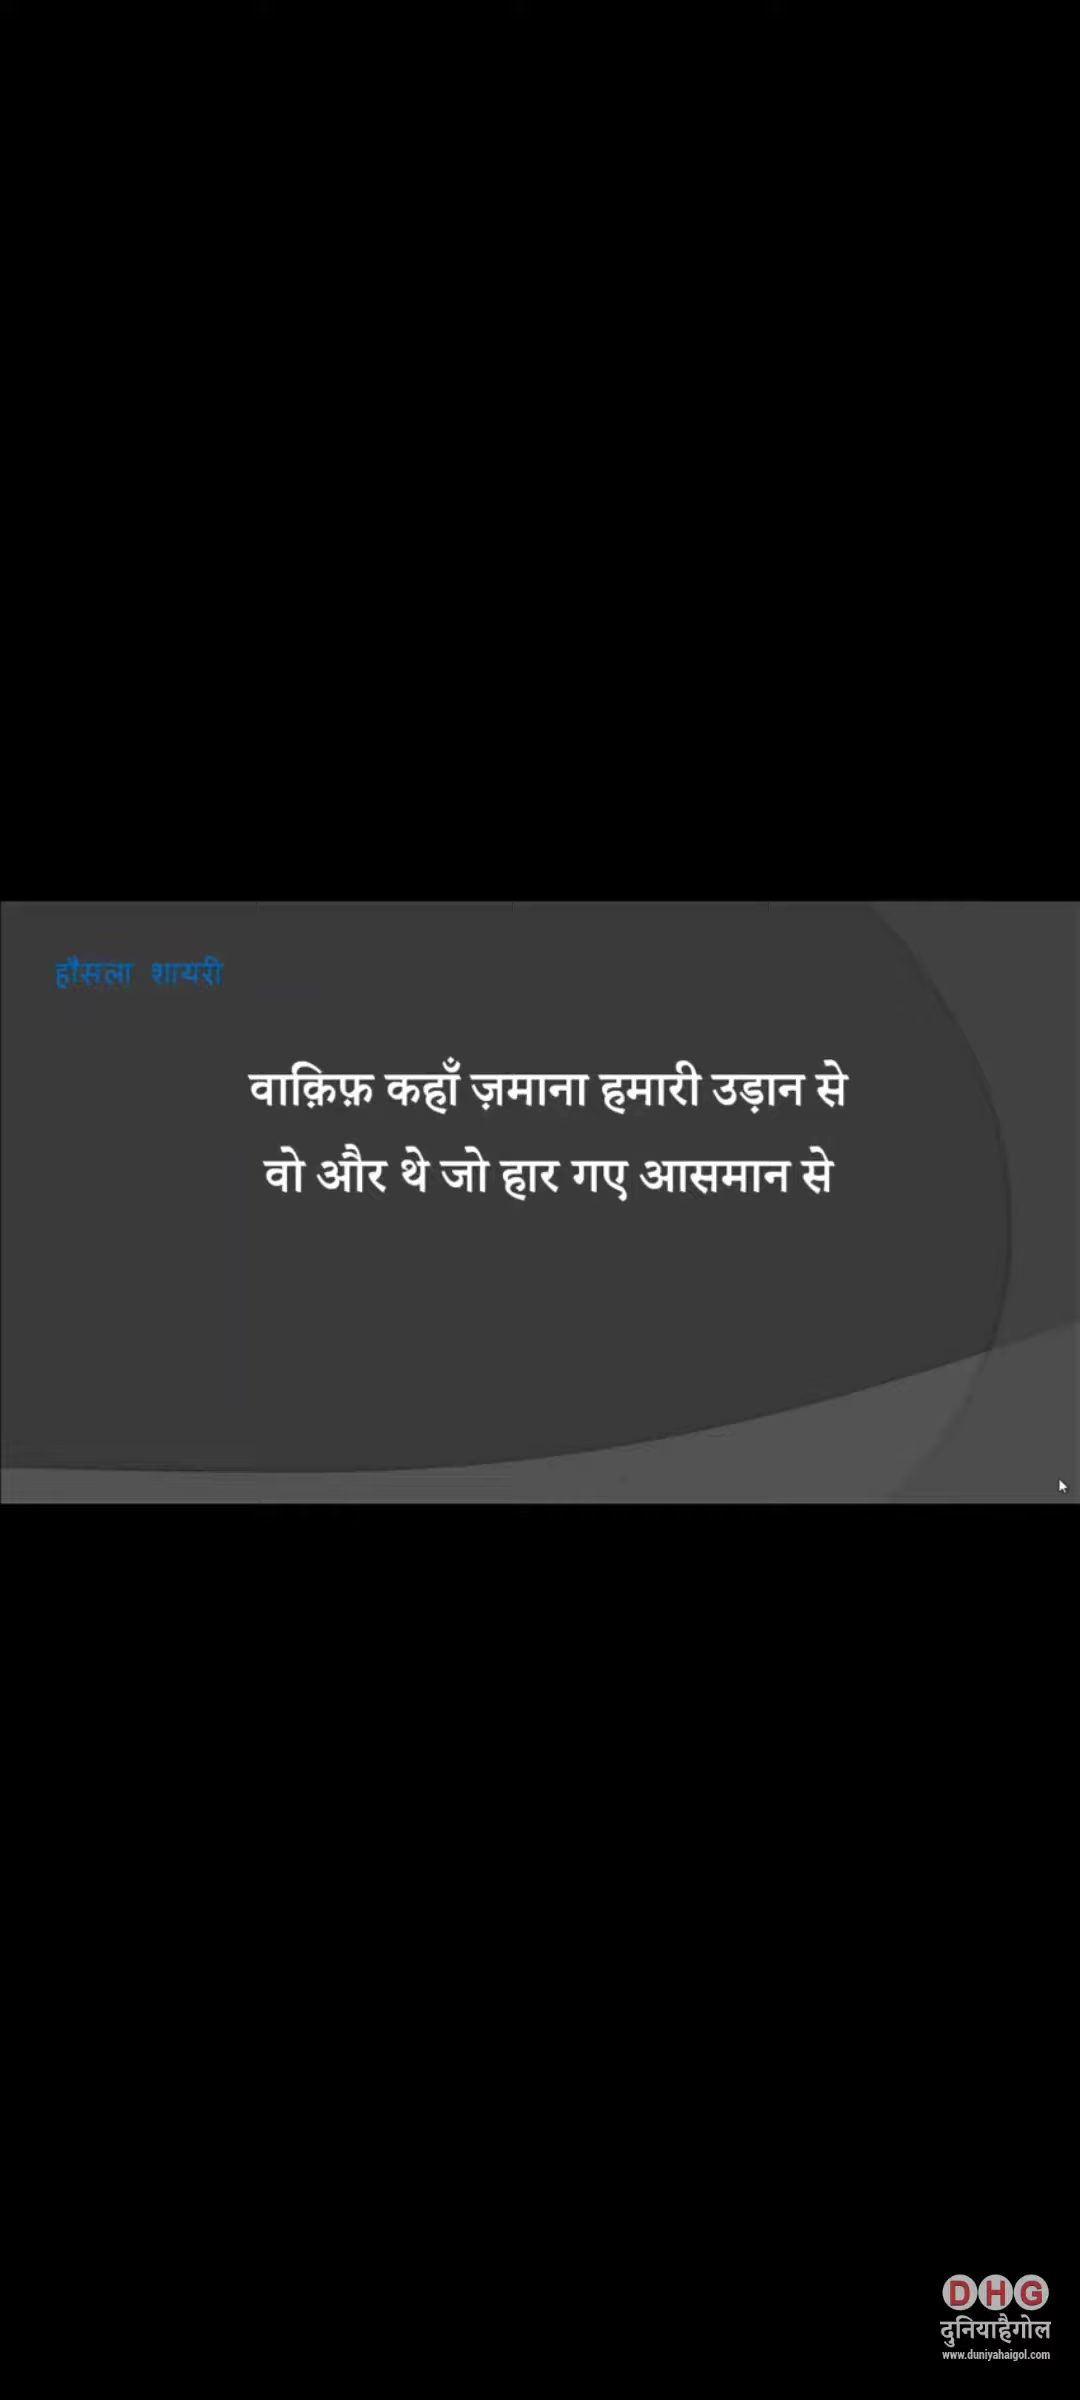 हौसला शायरी
वाक़िफ़ कहाँ ज़माना हमारी उड़ान से
वो और थे जो हार गए आसमान से
DHG
दुनियाहैगोल
www.duniyahaigol.com